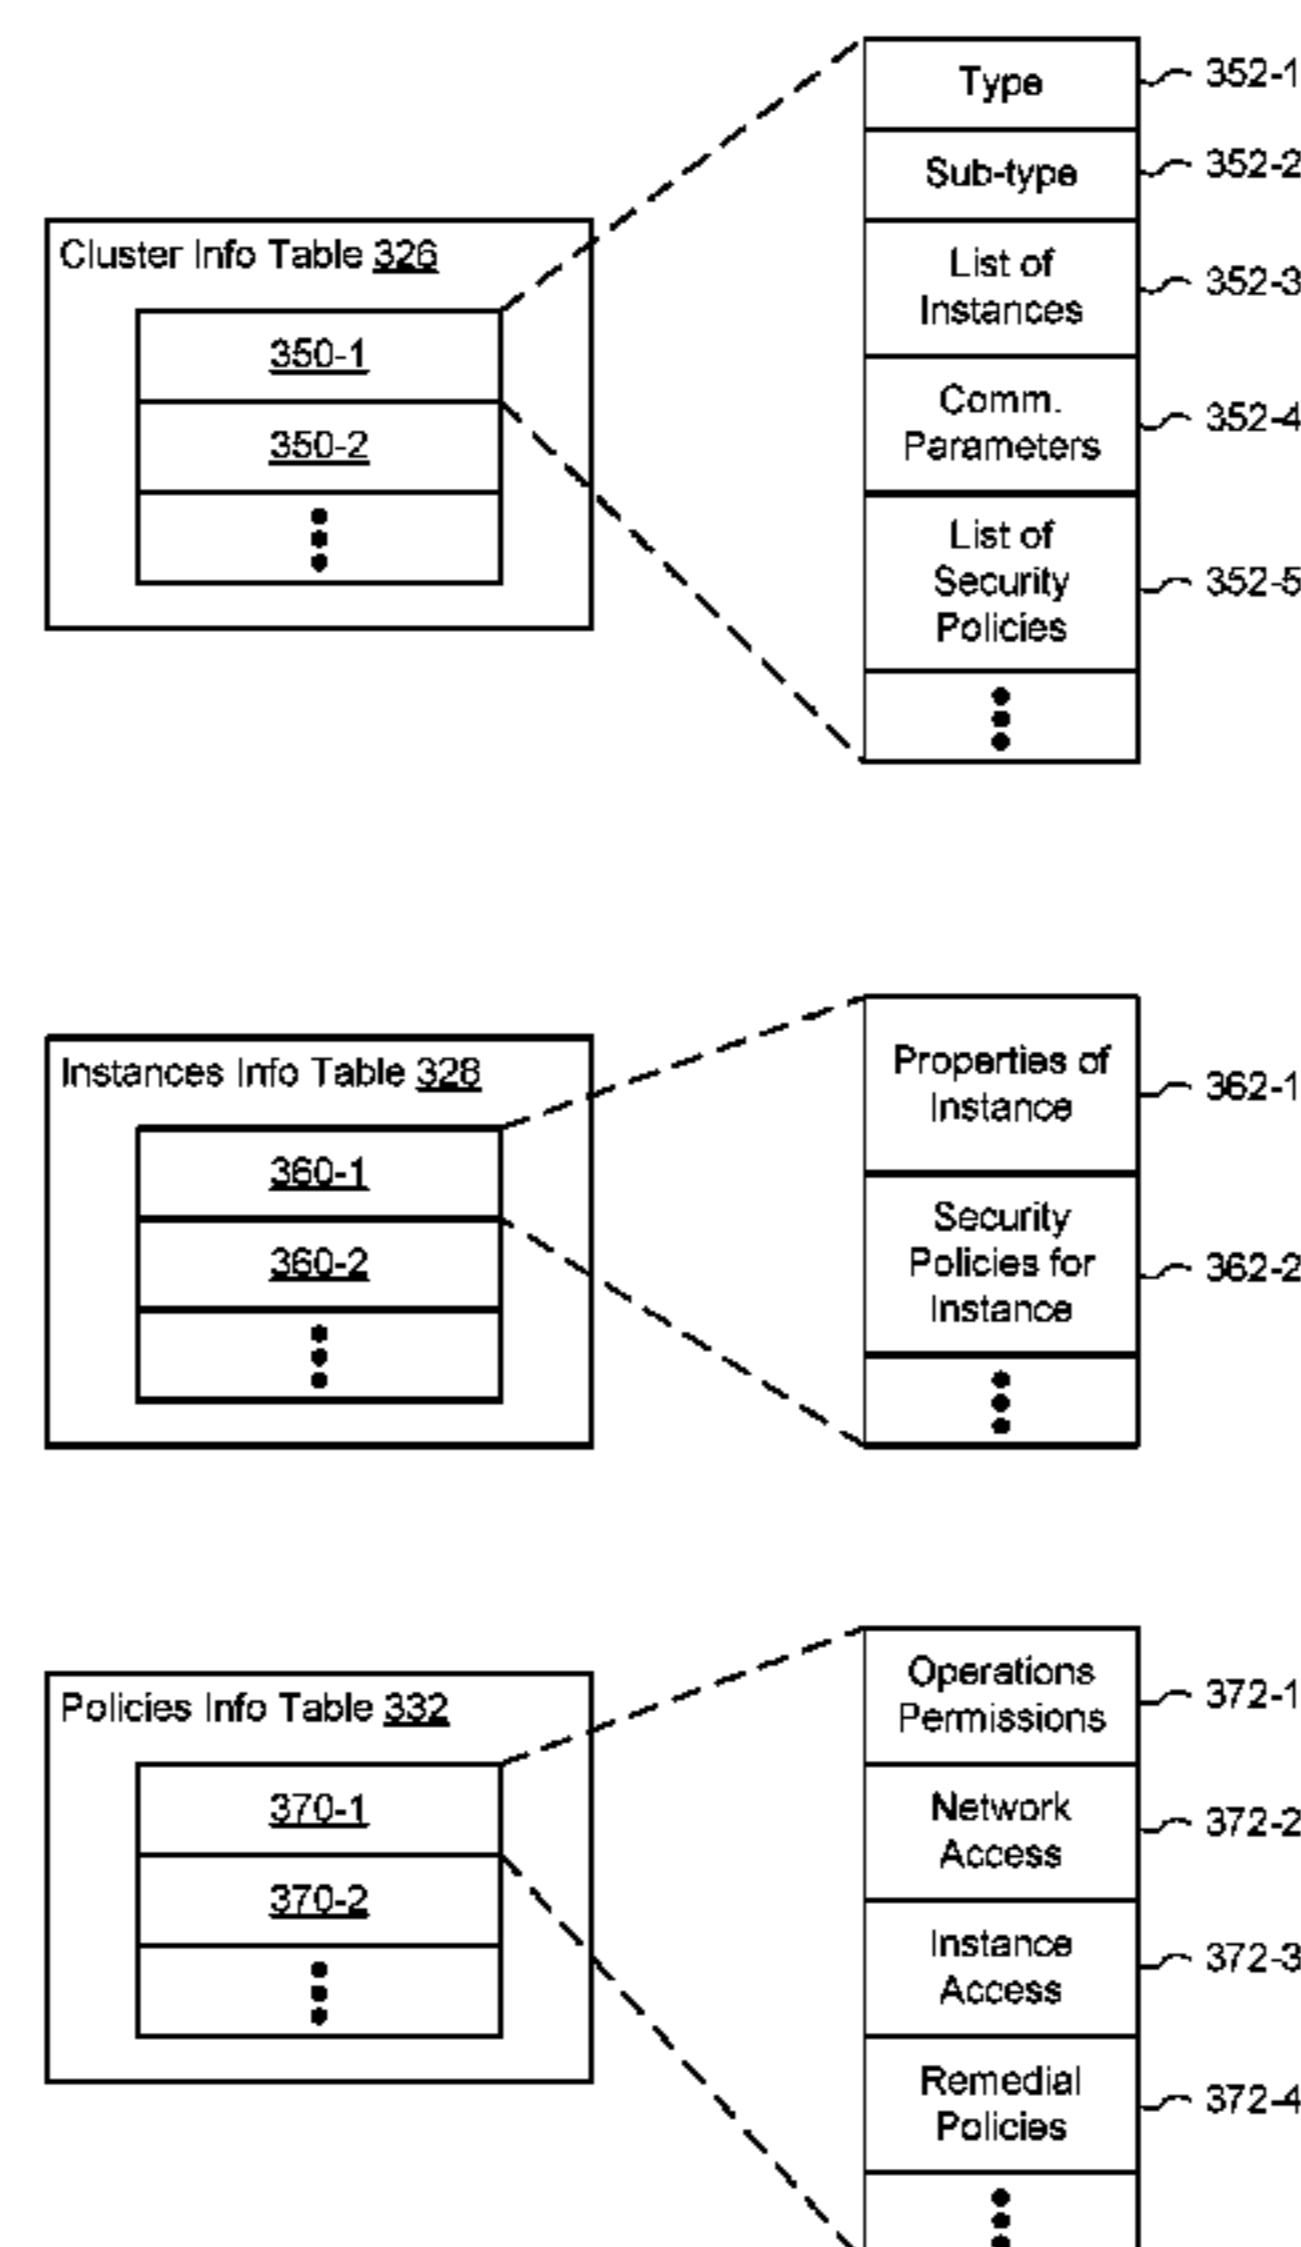 Type
352-1
Sub-type
352-2
Cluster Info Table 326
List of
Instances
352-3
350-1
Comm.
Parameters
352-4
350-2
List of
Security
Policies
352-5
Instances Info Table 328
Properties of
Instance
362-1
360-1
Security
Policies for
Instance
362-2
360-2
Policies Info Table 332
Operations
Permissions
372-1
370-1
Network
Access
372-2
370-2
Instance
Access
372-3
Remedial
Policies
372-4